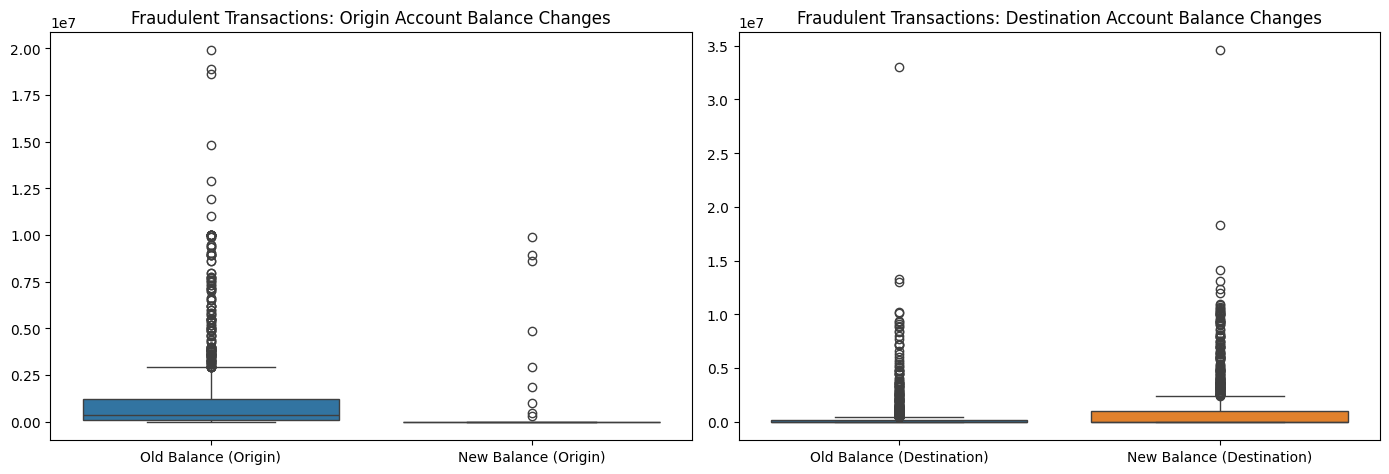 Fraudulent Transactions: Origin Account Balance Changes
1e7
2.00
1.75
1.50
1.25
1.00
0.75
0.50
0.25
0.00
Old Balance (Origin)
New Balance (Origin)
Fraudulent Transactions: Destination Account Balance Changes
1e7
3.5
3.0
2.5
2.0
1.5
1.0
0.5
0.0
Old Balance (Destination)
New Balance (Destination)